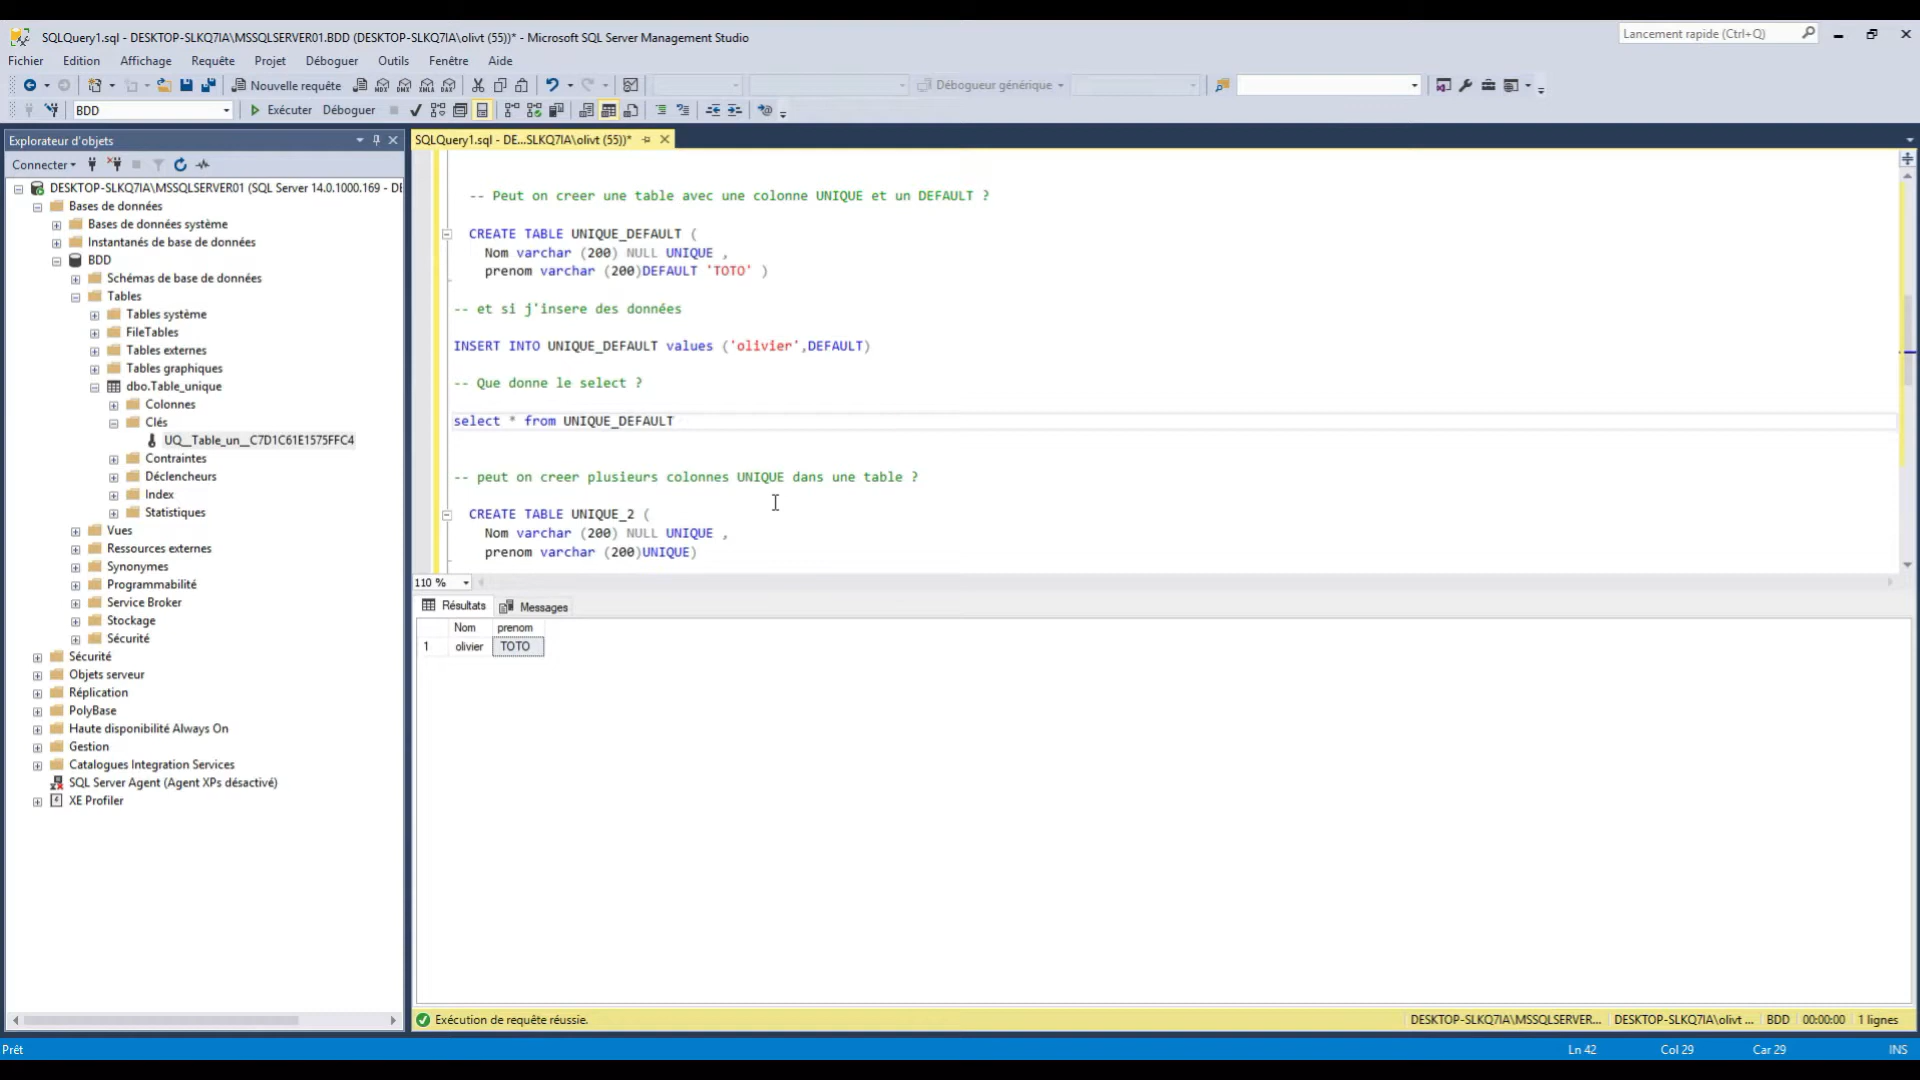 SQLQuery1.sql - DESKTOP-SLKQ7IA\MSSQLSERVER01.BDD (DESKTOP-SLKQ7IA\olivt (55))* - Microsoft SQL Server Management Studio
Lancement rapide (Ctrl+Q)
Fichier Edition Affichage Requête Projet Déboguer Outils Fenêtre Aide
Nouvelle requête
Débogueur générique
BDD
Exécuter Déboguer
Explorateur d'objets
Connecter
DESKTOP-SLKQ7IA\MSSQLSERVER01 (SQL Server 14.0.1000.169 - DE
Bases de données
Bases de données système
Instantanés de base de données
BDD
Schémas de base de données
Tables
Tables système
FileTables
Tables externes
Tables graphiques
dbo.Table_unique
Colonnes
Clés
UQ__Table_un__C7D1C61E1575FFC4
Contraintes
Déclencheurs
Index
Statistiques
Vues
Ressources externes
Synonymes
Programmabilité
Service Broker
Stockage
Sécurité
Sécurité
Objets serveur
Réplication
PolyBase
Haute disponibilité Always On
Gestion
Catalogues Integration Services
SQL Server Agent (Agent XPs désactivé)
XE Profiler
SQLQuery1.sql - DE...SLKQ7IA\olivt (55))*
-- Peut on creer une table avec une colonne UNIQUE et un DEFAULT ?
CREATE TABLE UNIQUE_DEFAULT (
Nom varchar (200) NULL UNIQUE ,
prenom varchar (200)DEFAULT 'TOTO' )
-- et si j'insere des données
INSERT INTO UNIQUE_DEFAULT values ('olivier',DEFAULT)
-- Que donne le select ?
select * from UNIQUE_DEFAULT
-- peut on creer plusieurs colonnes UNIQUE dans une table ?
CREATE TABLE UNIQUE_2 (
Nom varchar (200) NULL UNIQUE ,
prenom varchar (200)UNIQUE)
110 %
Résultats Messages
Nom prenom
1 olivier TOTO
Exécution de requête réussie.
DESKTOP-SLKQ7IA\MSSQLSERVER... DESKTOP-SLKQ7IA\olivt ... BDD 00:00:00 1 lignes
Prêt
Ln 42 Col 29 Car 29 INS